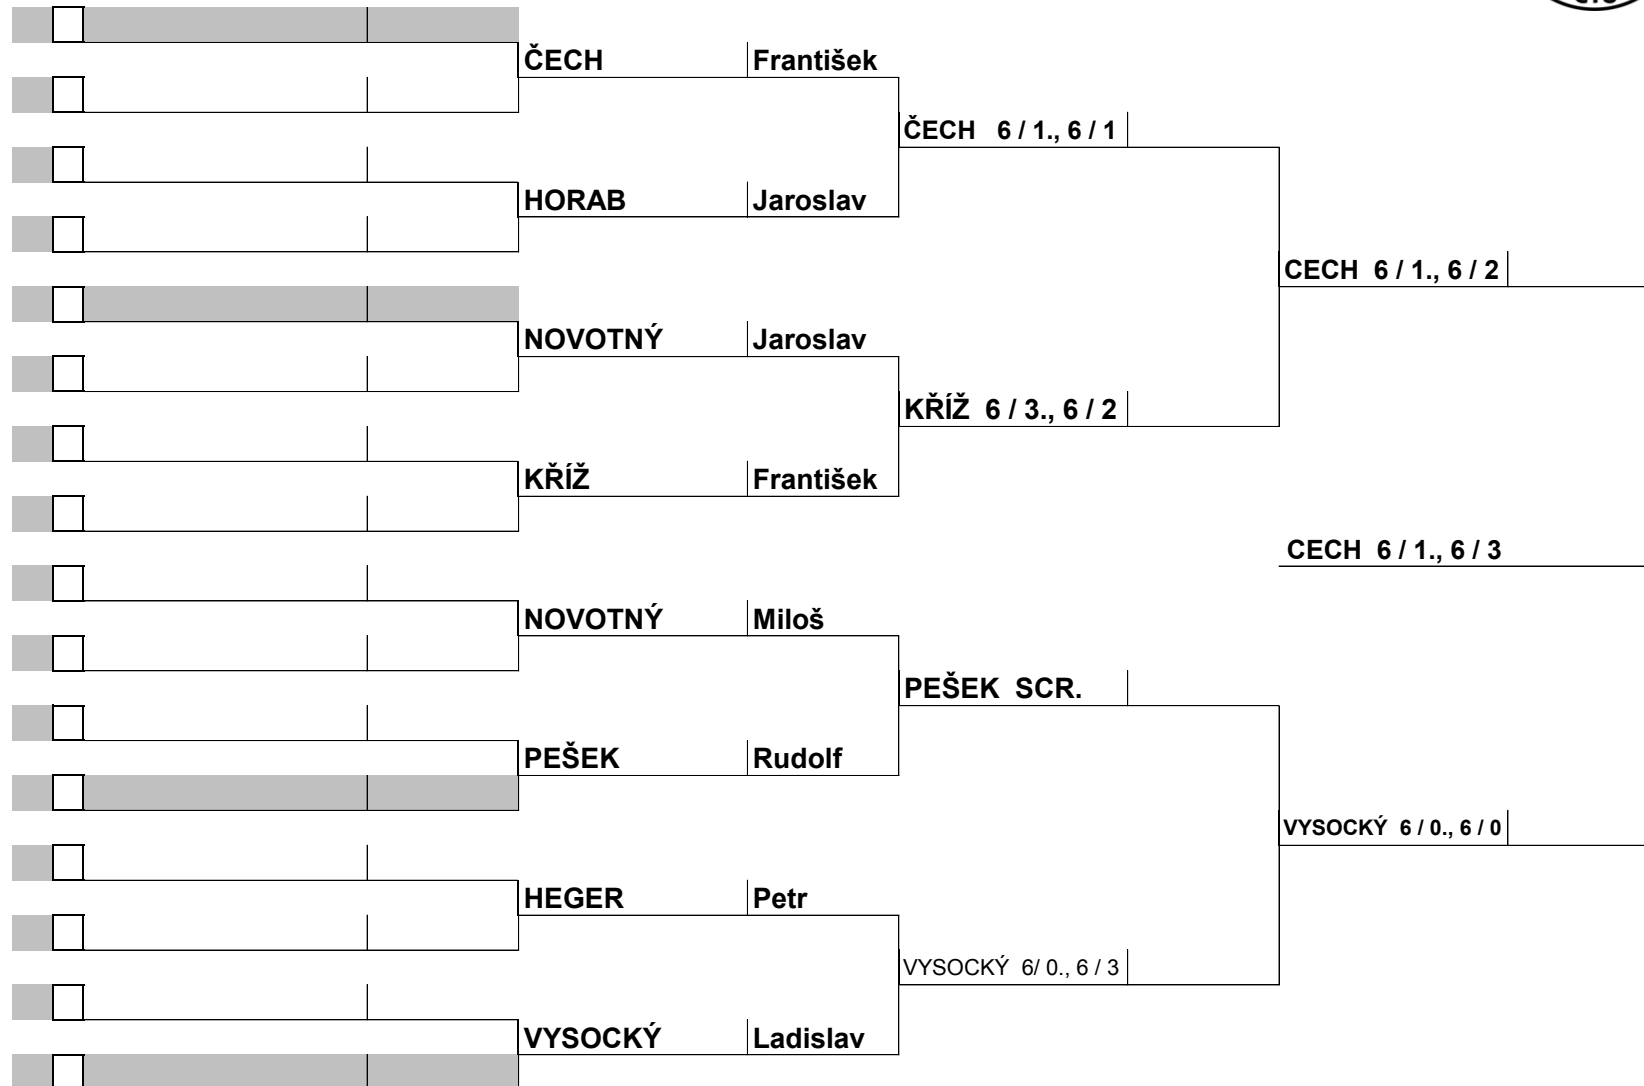 ČECH František
ČECH 6 / 1., 6 / 1
HORAB Jaroslav
CECH 6 / 1., 6 / 2
NOVOTNÝ Jaroslav
KŘÍŽ 6 / 3., 6 / 2
KŘÍŽ František
CECH 6 / 1., 6 / 3
NOVOTNÝ Miloš
PEŠEK SCR.
PEŠEK Rudolf
VYSOCKÝ 6 / 0., 6 / 0
HEGER Petr
VYSOCKÝ 6/ 0., 6 / 3
VYSOCKÝ Ladislav